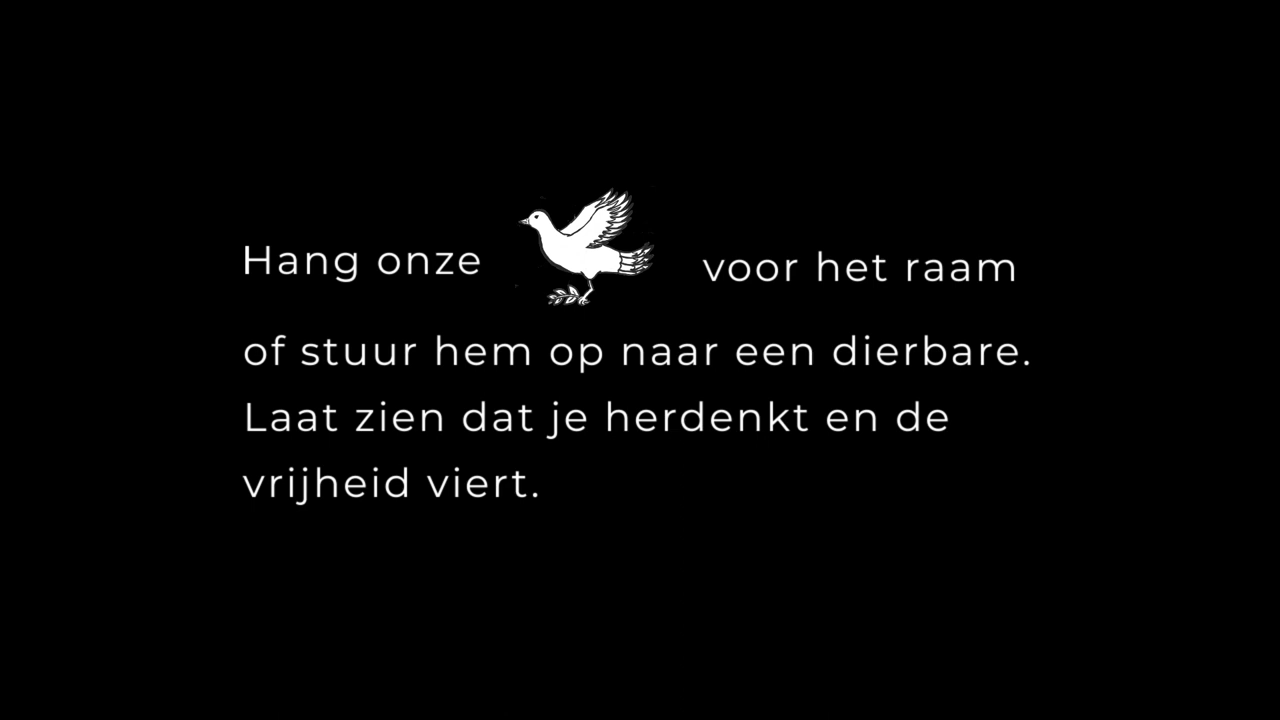 Hang onze voor het raam
of stuur hem op naar een dierbare.
Laat zien dat je herdenkt en de
vrijheid viert.